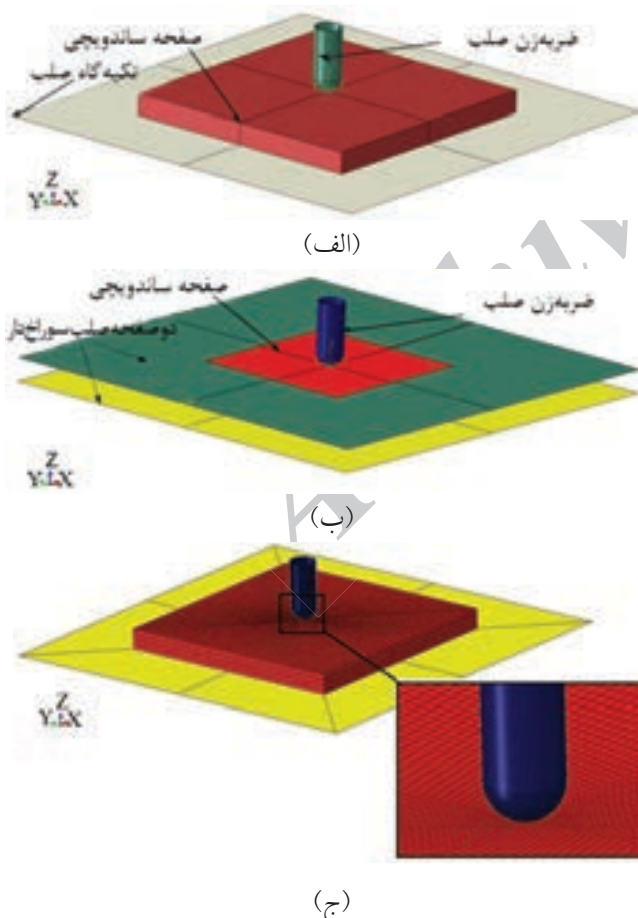 ضربه‌زن صلب
صفحه ساندویچی
تکیه‌گاه صلب
Z
Y X
(الف)
صفحه ساندویچی
ضربه‌زن صلب
دو صفحه صلب سوراخ‌دار
Z
Y X
(ب)
Z
Y X
(ج)